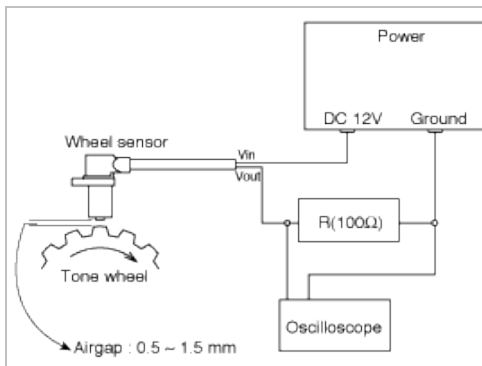 Power
DC 12V Ground
Wheel sensor
Vin
Vout
R(100Ω)
Tone wheel
Oscilloscope
Airgap : 0.5 ~ 1.5 mm